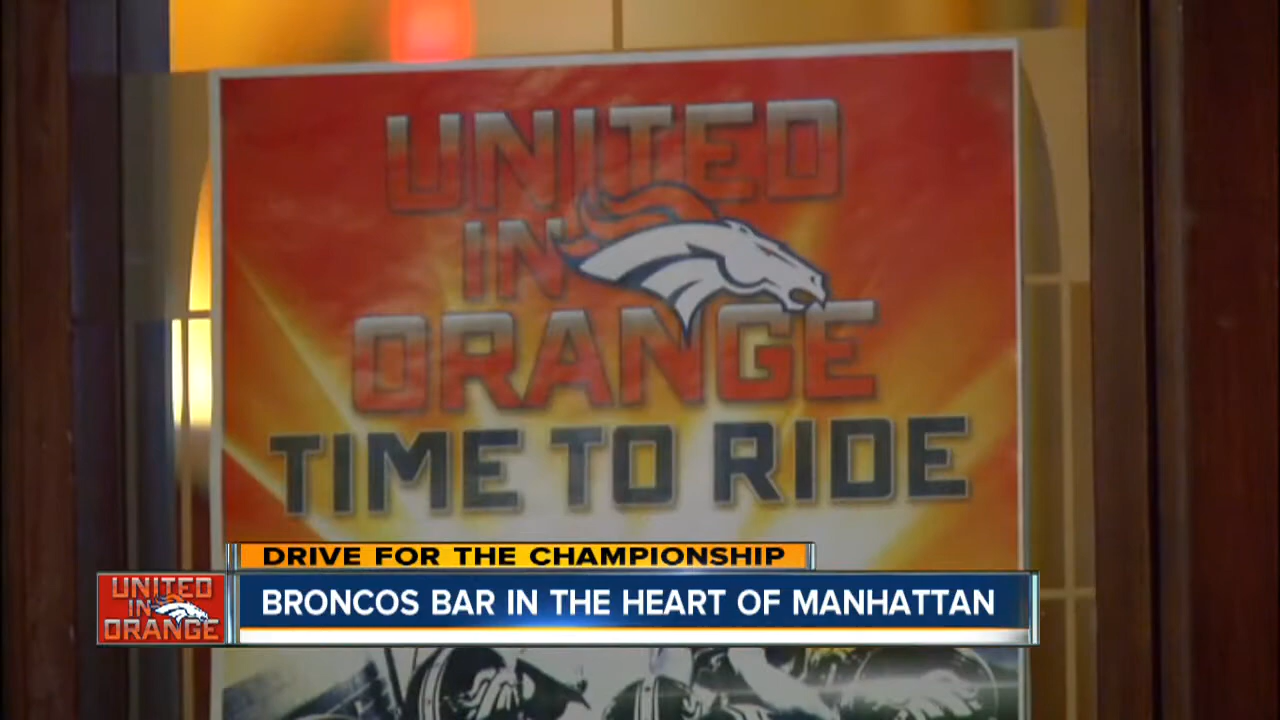 UNITED
IN
ORANGE
TIME TO RIDE
DRIVE FOR THE CHAMPIONSHIP
UNITED
IN
ORANGE
BRONCOS BAR IN THE HEART OF MANHATTAN